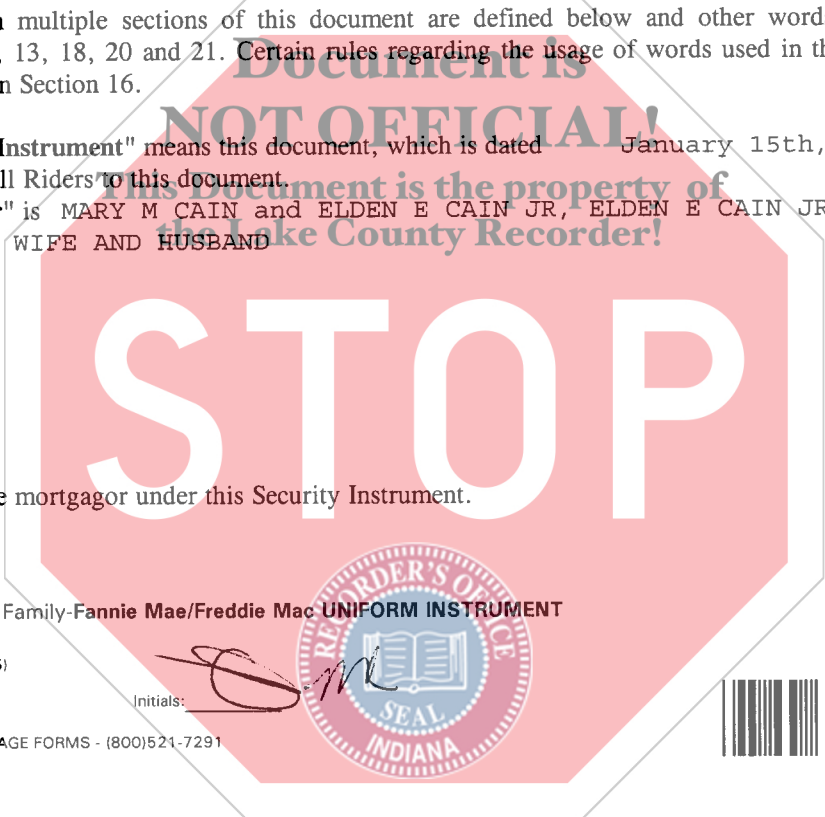 multiple sections of this document are defined below and other word
13, 18, 20 and 21. Certain rules regarding the usage of words used in th
n Section 16.
Document is
NOT OFFICIAL!
Instrument" means this document, which is dated January 15th,
ll Riders to this document.
This Document is the property of
" is MARY M CAIN and ELDEN E CAIN JR, ELDEN E CAIN JR
the Lake County Recorder!
WIFE AND HUSBAND
STOP
e mortgagor under this Security Instrument.
RECORDER'S OFFICE
Family-Fannie Mae/Freddie Mac UNIFORM INSTRUMENT
Initials:
SEAL
INDIANA
AGE FORMS - (800)521-7291